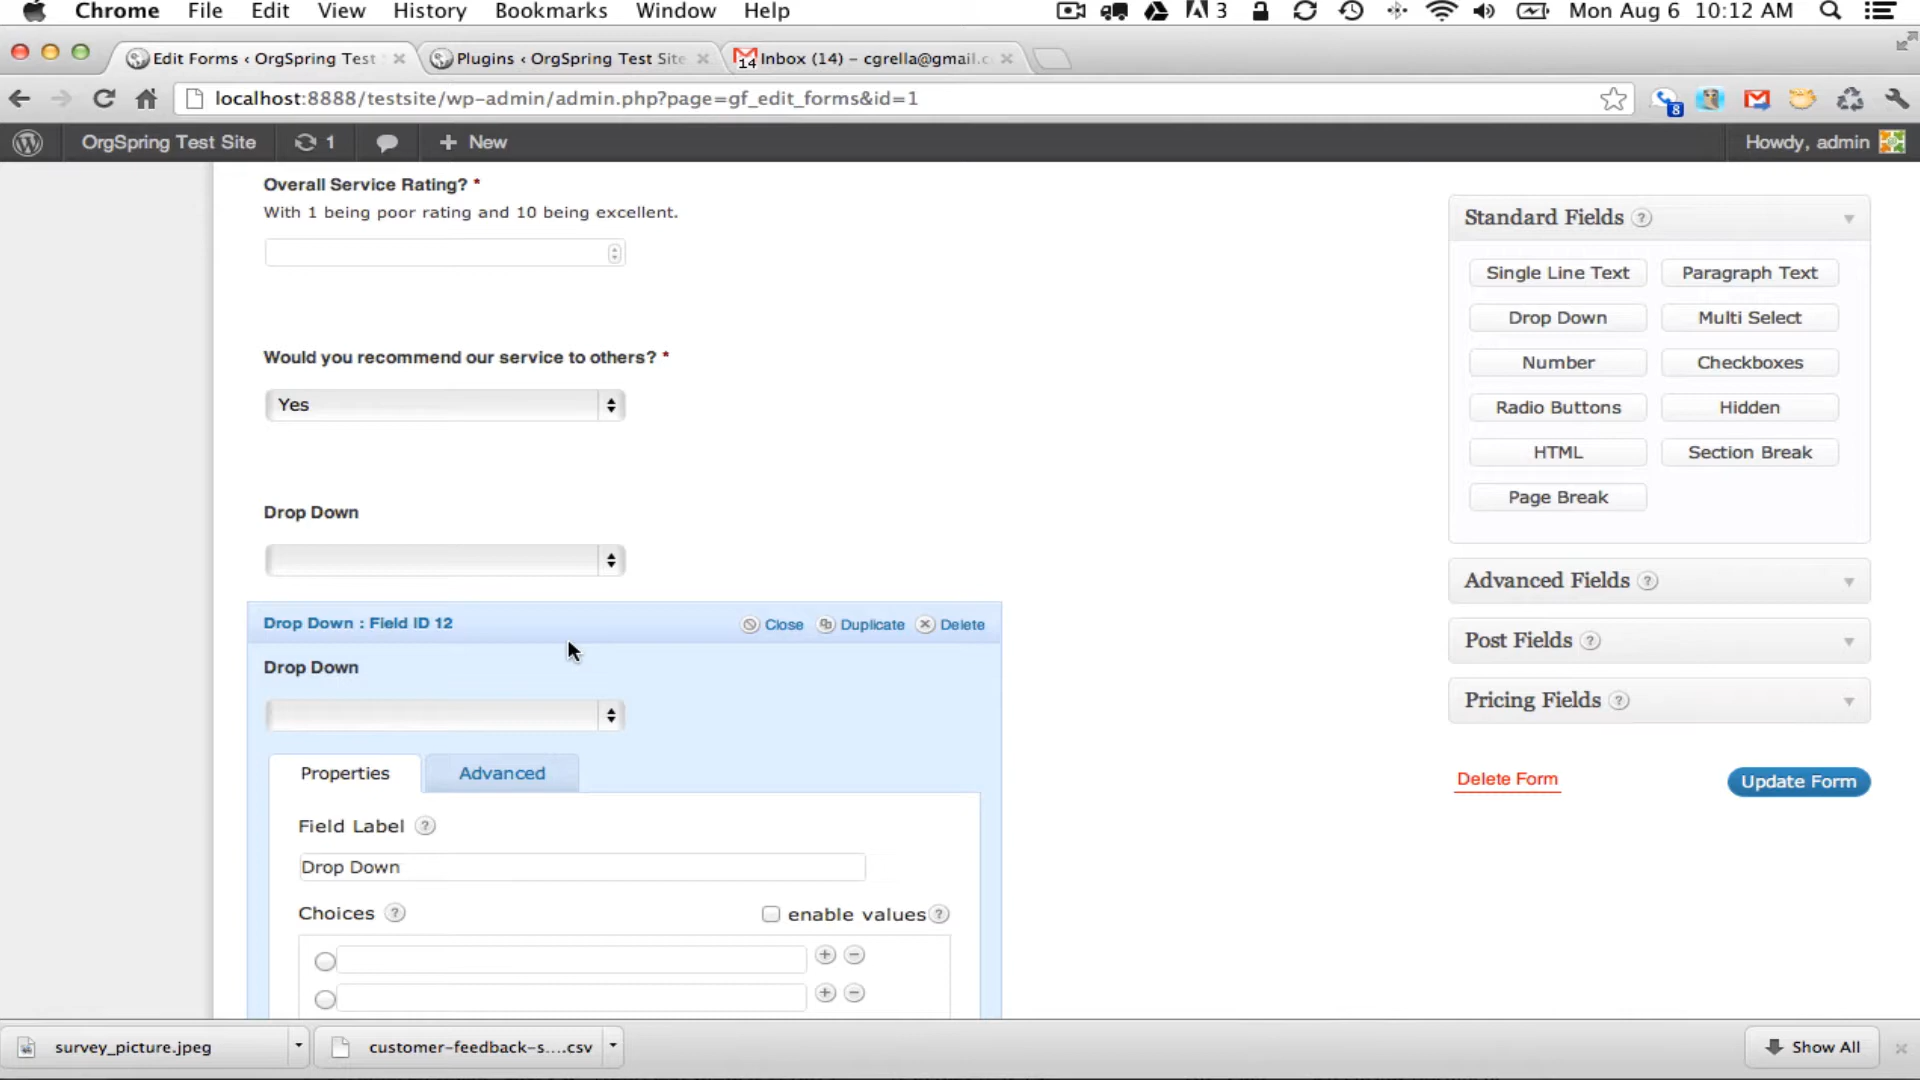 Chrome File Edit View History Bookmarks Window Help 3 Mon Aug 6 10:12 AM
Edit Forms ‹ OrgSpring Test Plugins ‹ OrgSpring Test Site 14 Inbox (14) – cgrella@gmail.c
localhost:8888/testsite/wp-admin/admin.php?page=gf_edit_forms&id=1 8
OrgSpring Test Site 1 + New Howdy, admin
Overall Service Rating? *
With 1 being poor rating and 10 being excellent.
Would you recommend our service to others? *
Yes
Drop Down
Drop Down : Field ID 12 Close Duplicate Delete
Drop Down
Properties Advanced
Field Label ?
Drop Down
Choices ? enable values ?
Standard Fields ?
Single Line Text Paragraph Text
Drop Down Multi Select
Number Checkboxes
Radio Buttons Hidden
HTML Section Break
Page Break
Advanced Fields ?
Post Fields ?
Pricing Fields ?
Delete Form Update Form
survey_picture.jpeg customer-feedback-s....csv Show All